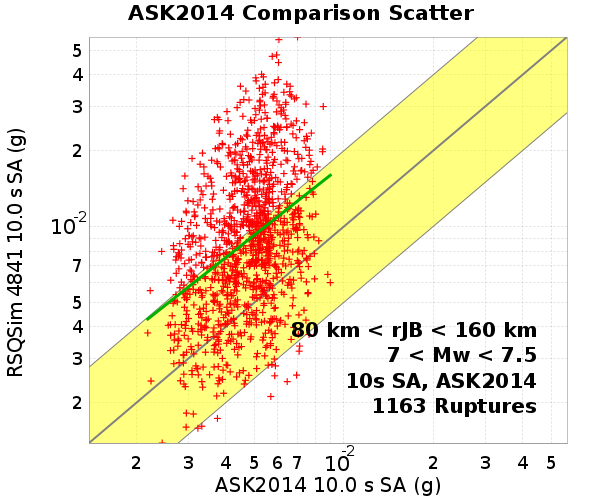 ASK2014 Comparison Scatter
RSQSim 4841 10.0 s SA (g)
5
4
3
2
10-2
7
5
4
3
2
80 km < rJB < 160 km
7 < Mw < 7.5
10s SA, ASK2014
1163 Ruptures
2 3 4 5 6 7 10-2 2 3 4 5
ASK2014 10.0 s SA (g)